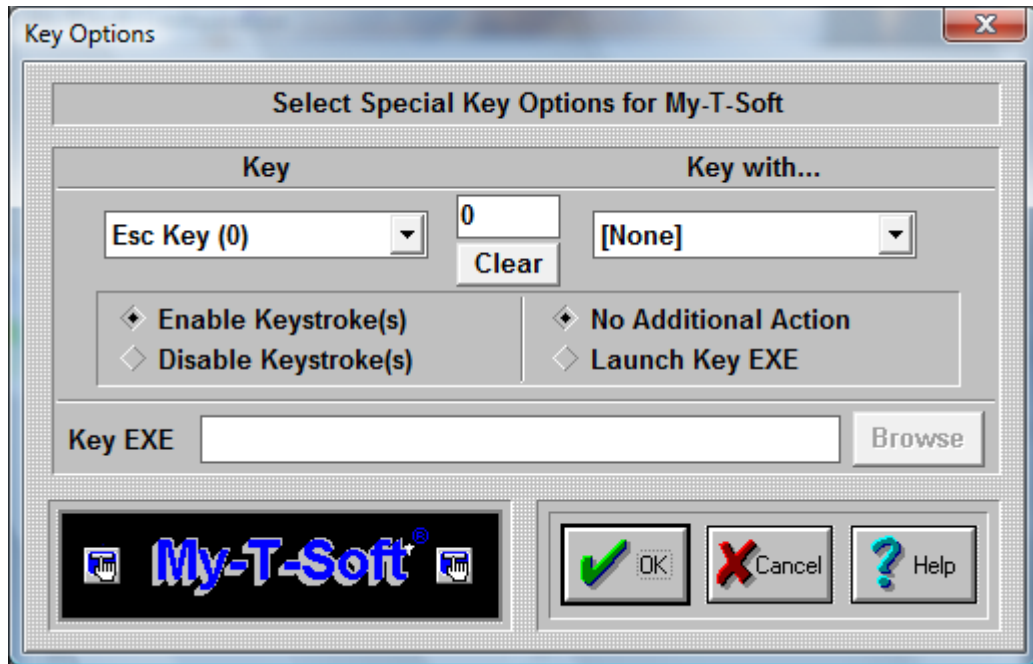 Key Options
Select Special Key Options for My-T-Soft
Key Key with...
Esc Key (0) 0 [None]
Clear
Enable Keystroke(s) No Additional Action
Disable Keystroke(s) Launch Key EXE
Key EXE Browse
My-T-Soft® OK Cancel Help